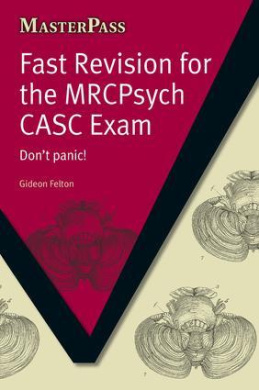 MASTERPASS
Fast Revision for
the MRCPsych
CASC Exam
Don't panic!
Gideon Felton